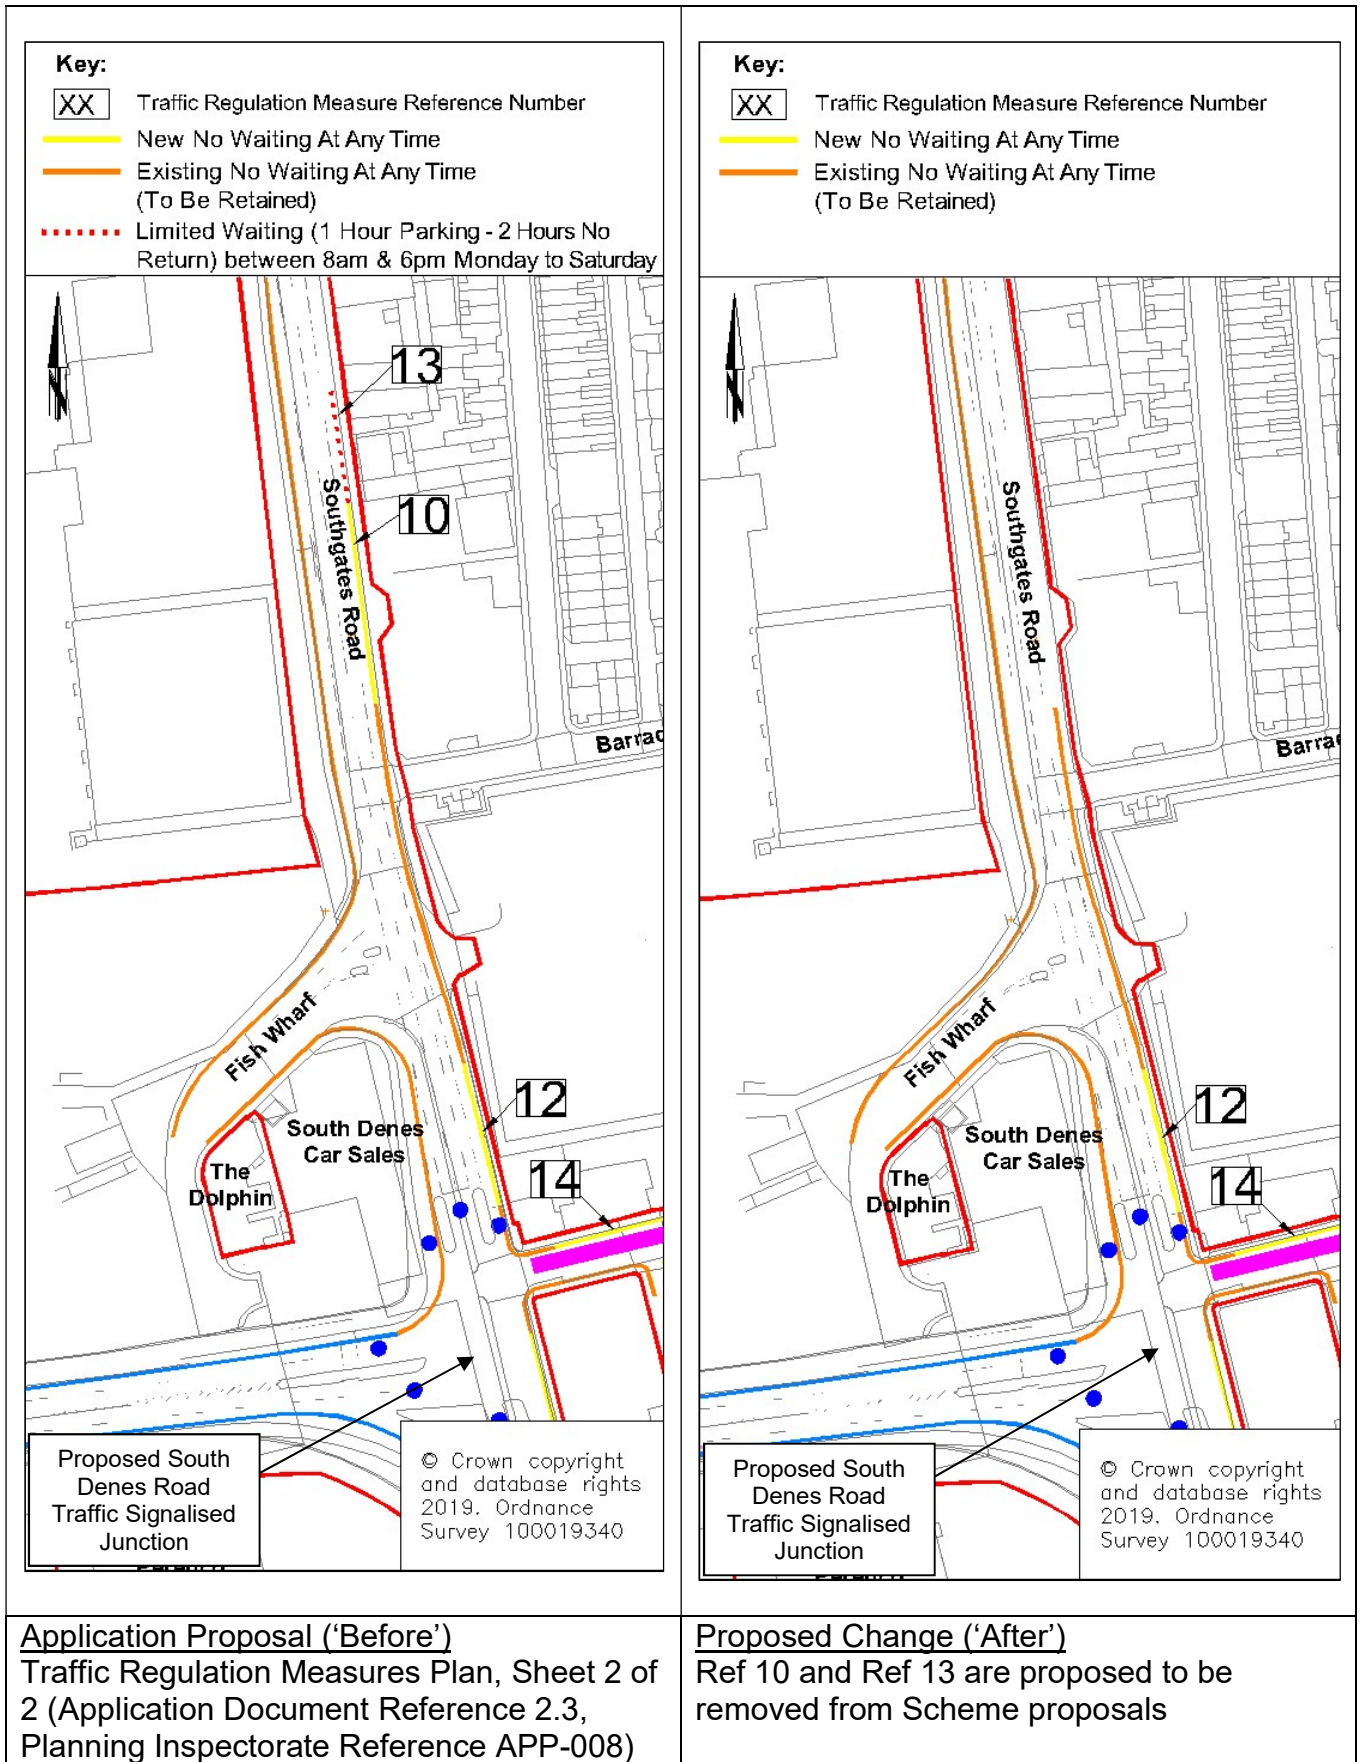 Key:
XX Traffic Regulation Measure Reference Number
New No Waiting At Any Time
Existing No Waiting At Any Time
(To Be Retained)
Limited Waiting (1 Hour Parking - 2 Hours No
Return) between 8am & 6pm Monday to Saturday
N
13
10
Southgates Road
Barrac
Fish Wharf
12
South Denes
Car Sales
The
Dolphin
14
Proposed South
Denes Road
Traffic Signalised
Junction
© Crown copyright
and database rights
2019. Ordnance
Survey 100019340
Application Proposal (‘Before’)
Traffic Regulation Measures Plan, Sheet 2 of
2 (Application Document Reference 2.3,
Planning Inspectorate Reference APP-008)
Key:
XX Traffic Regulation Measure Reference Number
New No Waiting At Any Time
Existing No Waiting At Any Time
(To Be Retained)
N
Southgates Road
Barra
Fish Wharf
12
South Denes
Car Sales
The
Dolphin
14
Proposed South
Denes Road
Traffic Signalised
Junction
© Crown copyright
and database rights
2019. Ordnance
Survey 100019340
Proposed Change (‘After’)
Ref 10 and Ref 13 are proposed to be
removed from Scheme proposals